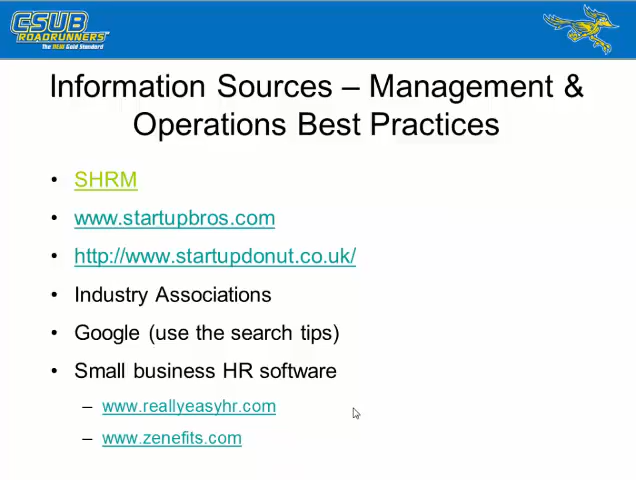 CSUB
ROADRUNNERS
The NEW Gold Standard
Information Sources – Management &
Operations Best Practices
• SHRM
• www.startupbros.com
• http://www.startupdonut.co.uk/
• Industry Associations
• Google (use the search tips)
• Small business HR software
– www.reallyeasyhr.com
– www.zenefits.com